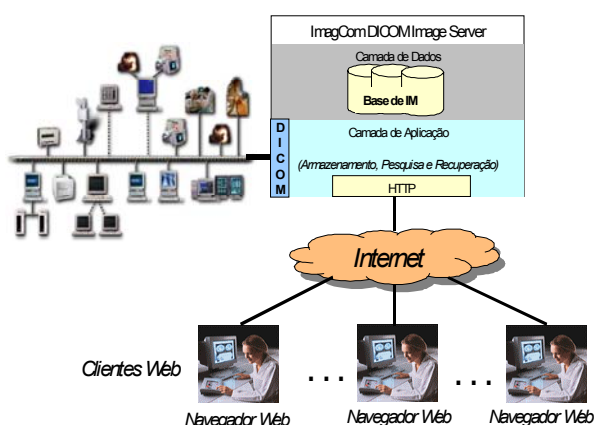 ImagCom DICOM Image Server
Camada de Dados
Base de IM
DICOM
Camada de Aplicação
(Armazenamento, Pesquisa e Recuperação)
HTTP
Internet
Clientes Web
. . .
. . .
Navegador Web
Navegador Web
Navegador Web